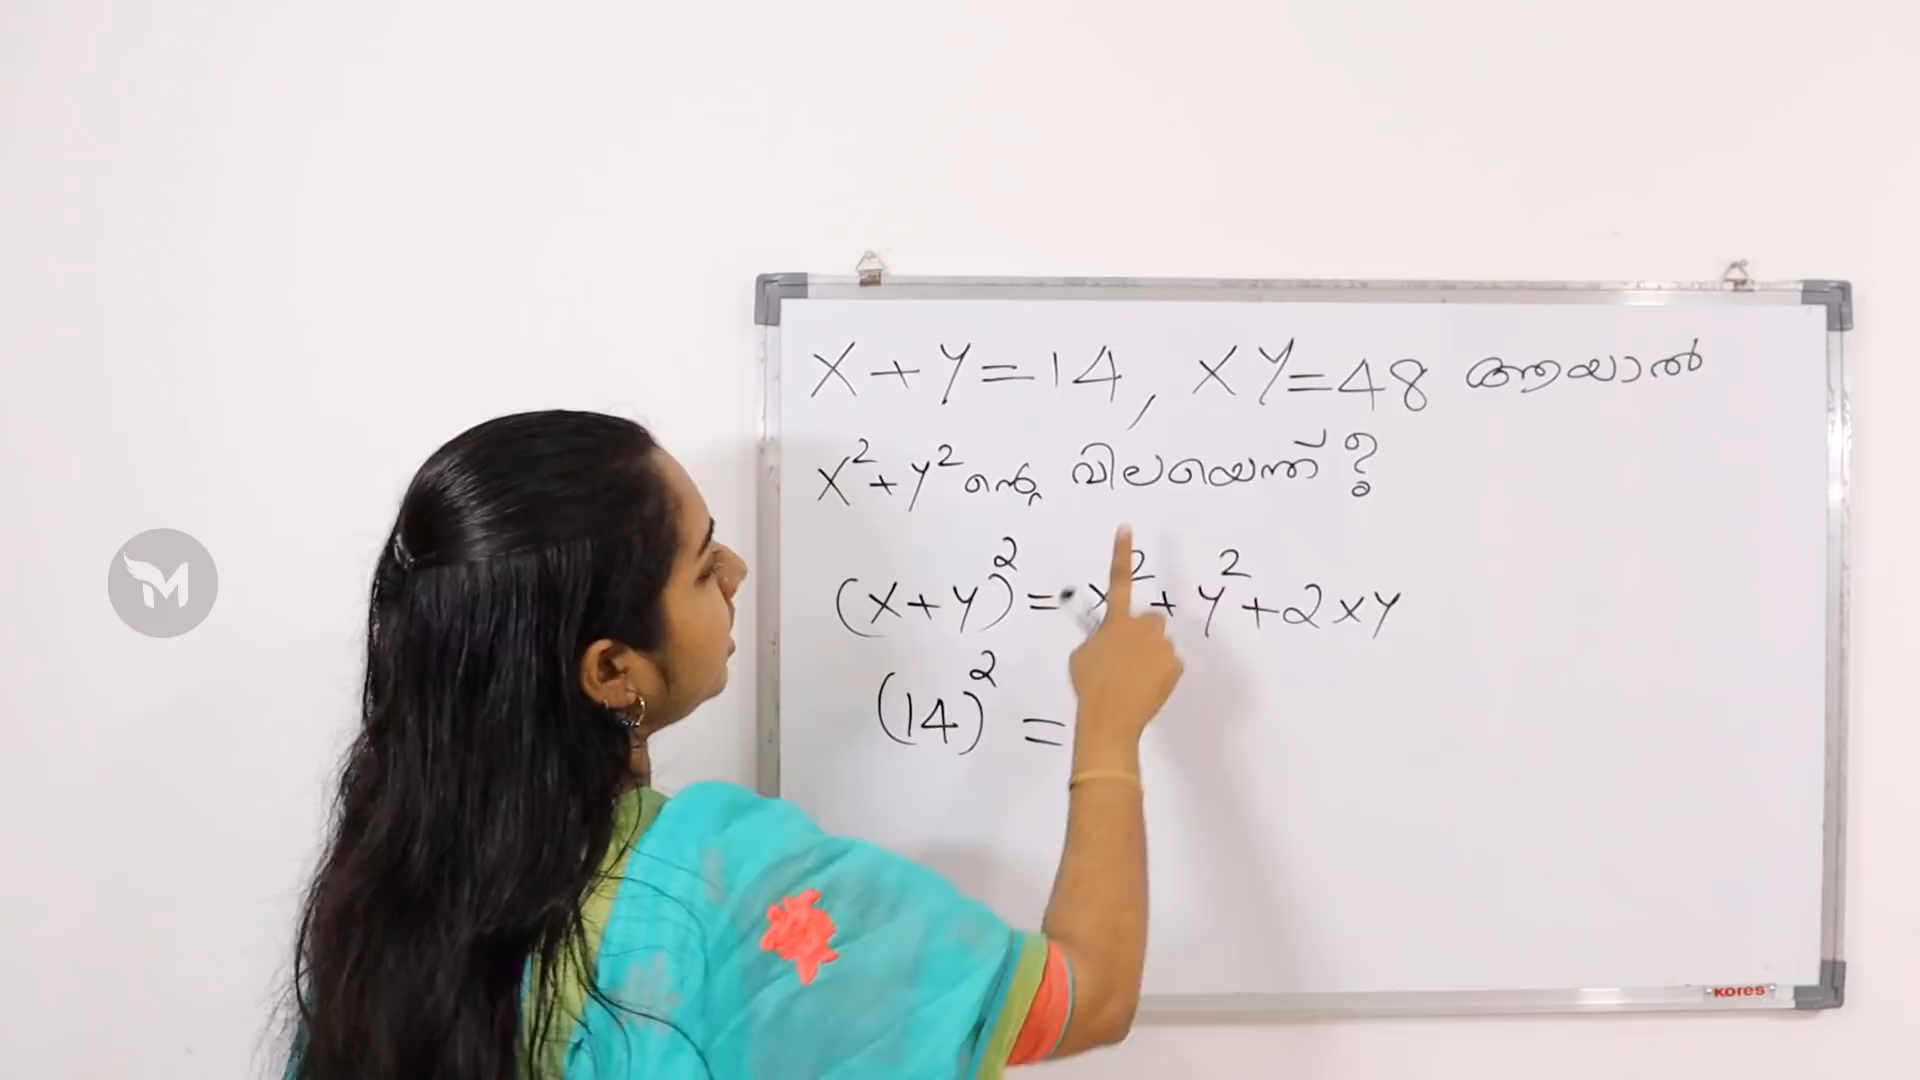 X + Y = 14 , XY = 48 ആയാൽ
X² + Y² ന്റെ വിലയെന്ത് ?
(X + Y)² = X² + Y² + 2XY
(14)² =
KORES
M